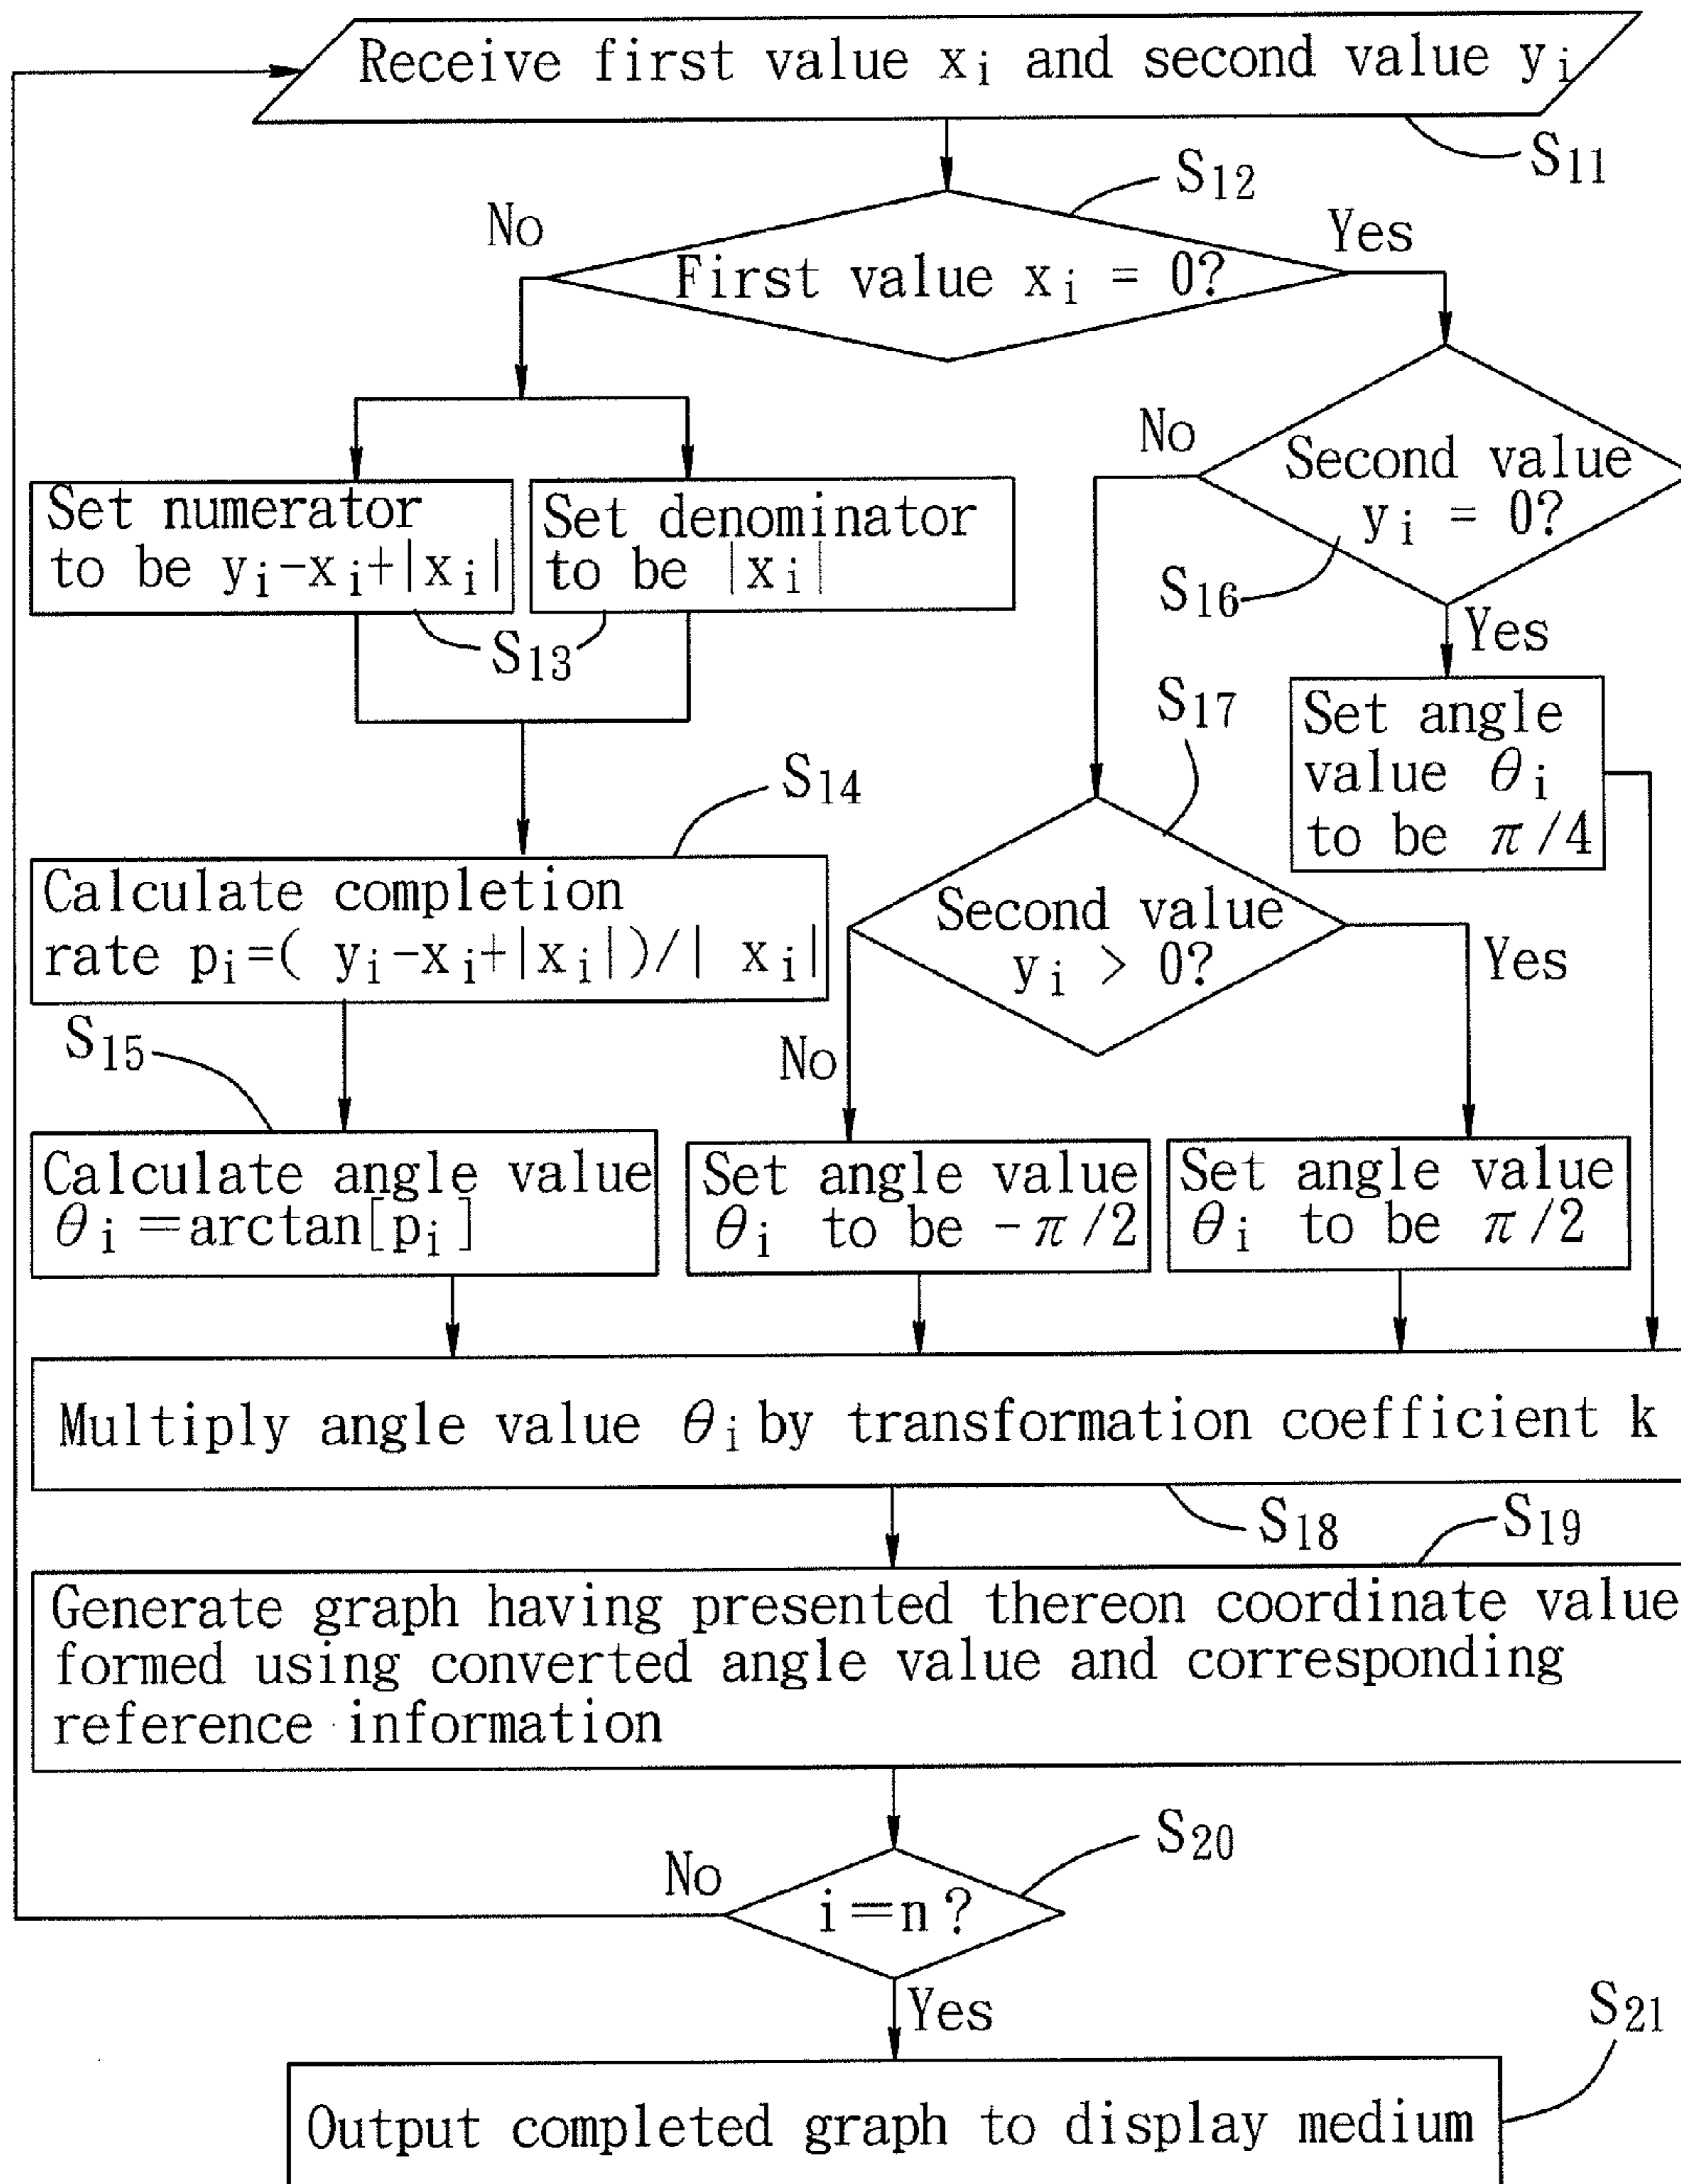 Receive first value xi and second value yi
S11
S12
No
Yes
First value xi = 0?
No
Second value
yi = 0?
Set numerator
to be yi-xi+|xi|
Set denominator
to be |xi|
S16
Yes
S13
S17
Set angle
value θi
to be π/4
S14
Calculate completion
rate pi=( yi-xi+|xi|)/| xi|
Second value
yi > 0?
Yes
S15
No
Calculate angle value
θi=arctan[pi]
Set angle value
θi to be -π/2
Set angle value
θi to be π/2
Multiply angle value θi by transformation coefficient k
S18
S19
Generate graph having presented thereon coordinate value
formed using converted angle value and corresponding
reference information
S20
No
i=n?
Yes
S21
Output completed graph to display medium